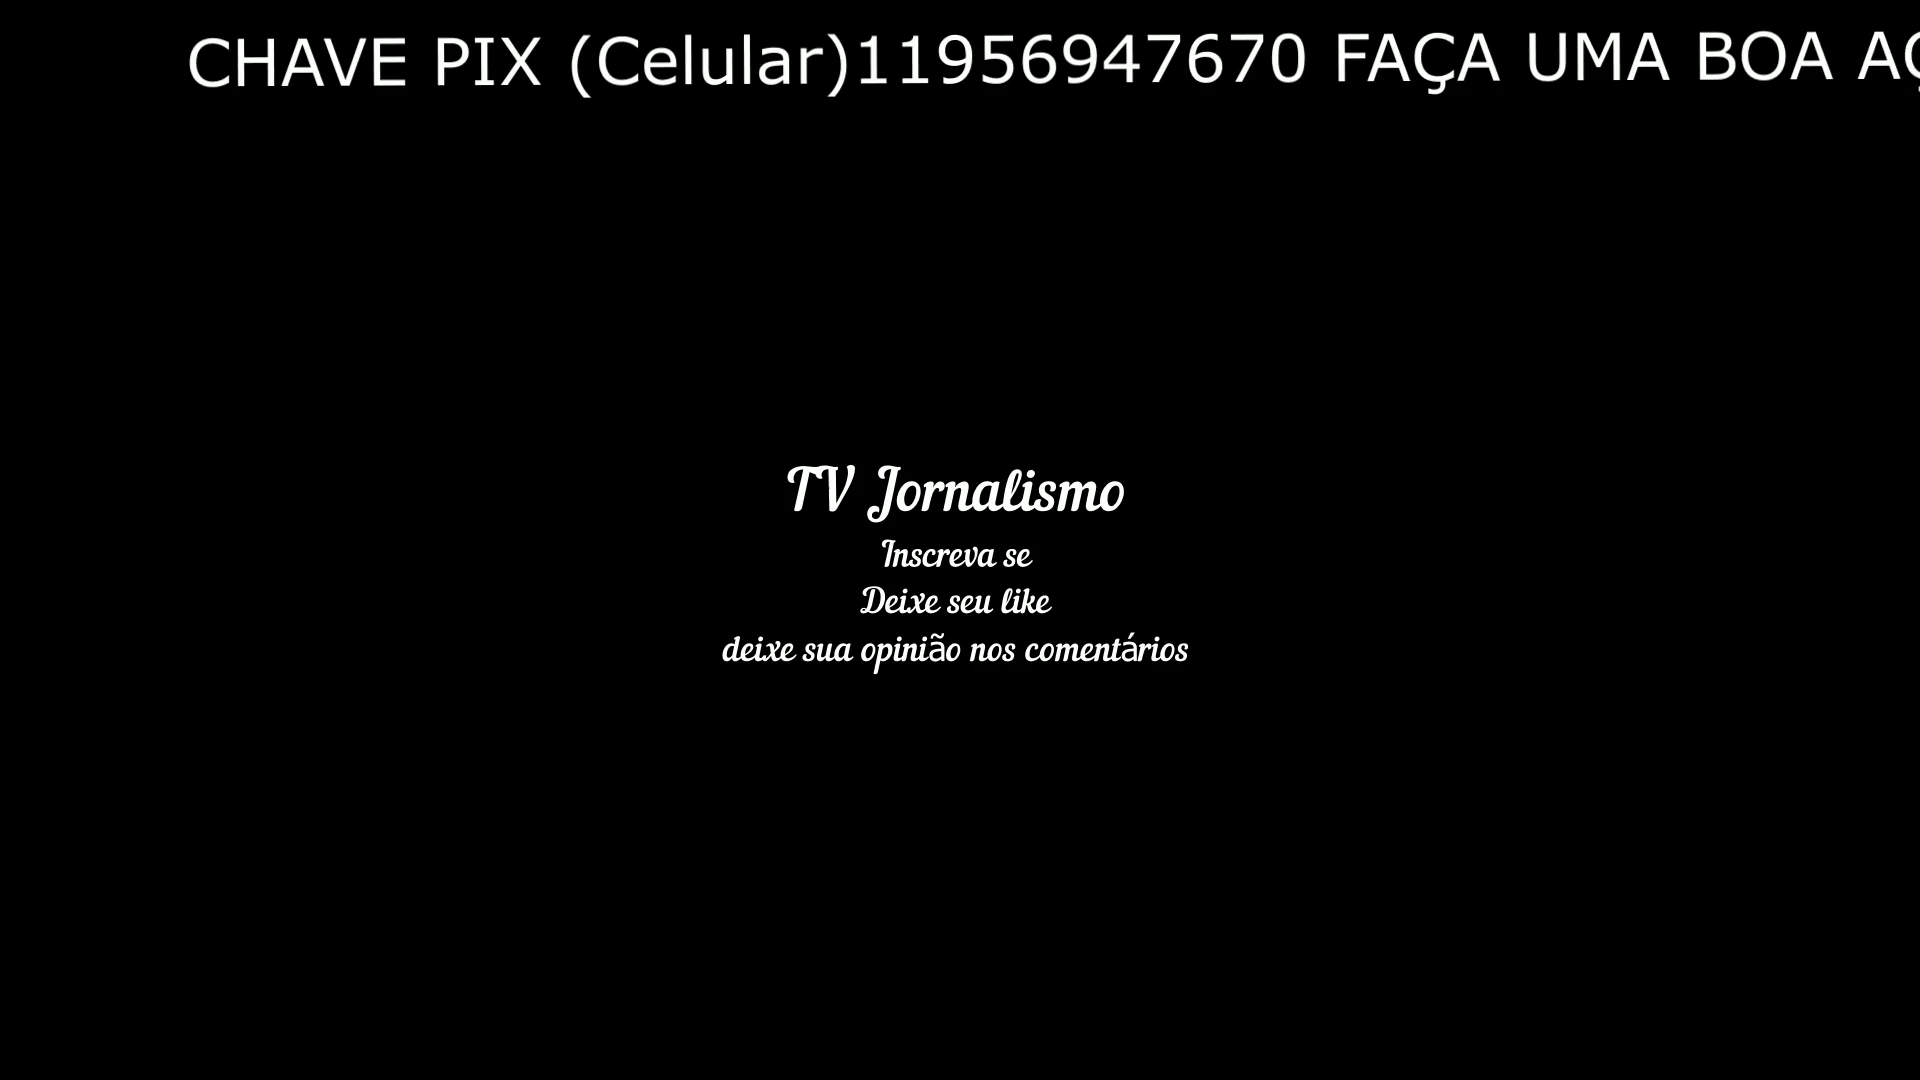 CHAVE PIX (Celular)11956947670 FAÇA UMA BOA
TV Jornalismo
Inscreva se
Deixe seu like
deixe sua opinião nos comentários